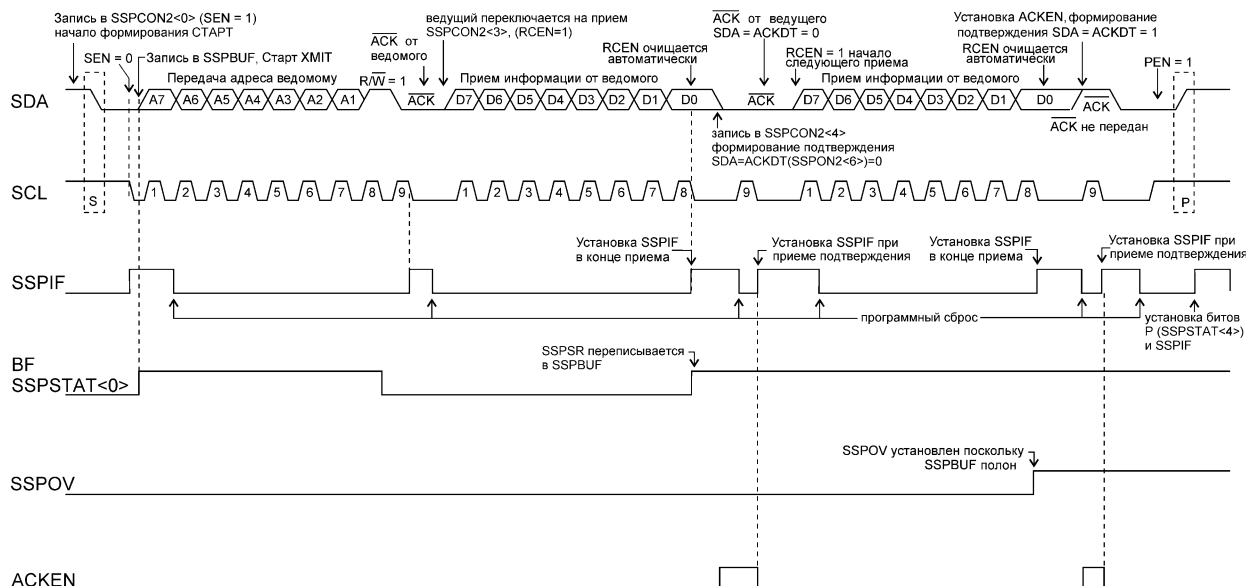 Запись в SSPCON2<0> (SEN = 1)
начало формирования СТАРТ
SEN = 0
Запись в SSPBUF, Старт XMIT
Передача адреса ведомому
R/W = 1
ACK от
ведомого
ведущий переключается на прием
SSPCON2<3>, (RCEN=1)
Прием информации от ведомого
RCEN очищается
автоматически
ACK от ведущего
SDA = ACKDT = 0
RCEN = 1 начало
следующего приема
Прием информации от ведомого
Установка ACKEN, формирование
подтверждения SDA = ACKDT = 1
RCEN очищается
автоматически
PEN = 1
SDA
A7 A6 A5 A4 A3 A2 A1
ACK
D7 D6 D5 D4 D3 D2 D1 D0
ACK
D7 D6 D5 D4 D3 D2 D1 D0
ACK
ACK не передан
запись в SSPCON2<4>
формирование подтверждения
SDA=ACKDT(SSPON2<6>)=0
SCL
S
1 2 3 4 5 6 7 8 9
1 2 3 4 5 6 7 8 9
1 2 3 4 5 6 7 8 9
P
Установка SSPIF
в конце приема
Установка SSPIF при
приеме подтверждения
Установка SSPIF
в конце приема
Установка SSPIF при
приеме подтверждения
SSPIF
программный сброс
установка битов
P (SSPSTAT<4>)
и SSPIF
BF
SSPSTAT<0>
SSPSR переписывается
в SSPBUF
SSPOV установлен поскольку
SSPBUF полон
SSPOV
ACKEN